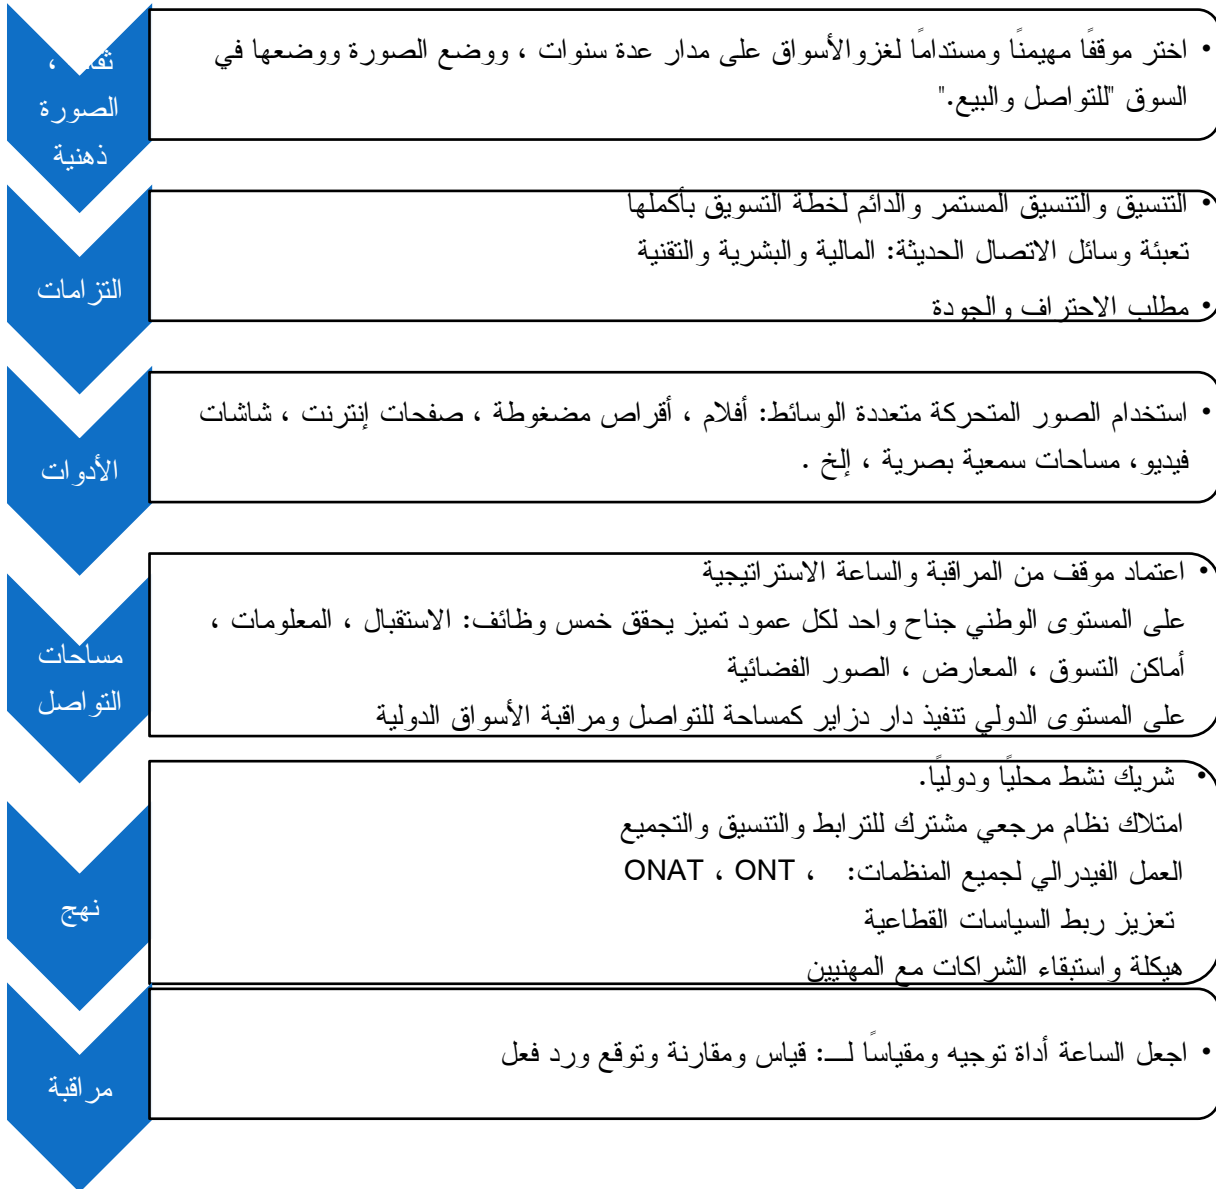 الصورة
ذهنية
• اختر موقفًا مهيمنًا ومستدامًا لغزو الأسواق على مدار عدة سنوات ، ووضع الصورة ووضعها في
السوق "للتواصل والبيع."
التزامات
• التنسيق والتنسيق المستمر والدائم لخطة التسويق بأكملها
تعبئة وسائل الاتصال الحديثة: المالية والبشرية والتقنية
• مطلب الاحتراف والجودة
الأدوات
• استخدام الصور المتحركة متعددة الوسائط: أفلام ، أقراص مضغوطة ، صفحات إنترنت ، شاشات
فيديو، مساحات سمعية بصرية ، إلخ .
مساحات
التواصل
• اعتماد موقف من المراقبة والساعة الاستراتيجية
على المستوى الوطني جناح واحد لكل عمود تميز يحقق خمس وظائف: الاستقبال ، المعلومات ،
أماكن التسوق ، المعارض ، الصور الفضائية
على المستوى الدولي تنفيذ دار دزاير كمساحة للتواصل ومراقبة الأسواق الدولية
نهج
• شريك نشط محليًا ودوليًا.
امتلاك نظام مرجعي مشترك للترابط والتنسيق والتجميع
العمل الفيدرالي لجميع المنظمات: ، ONAT ، ONT
تعزيز ربط السياسات القطاعية
هيكلة واستبقاء الشراكات مع المهنيين
مراقبة
• اجعل الساعة أداة توجيه ومقياسًا لـــ: قياس ومقارنة وتوقع ورد فعل